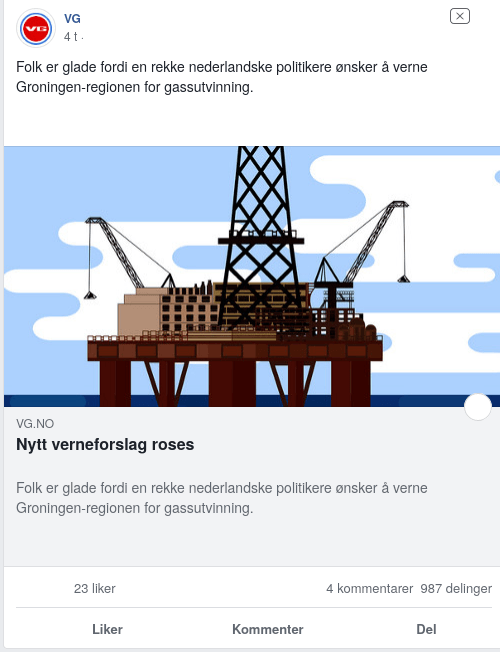 VG
VG
4 t ·
Folk er glade fordi en rekke nederlandske politikere ønsker å verne
Groningen-regionen for gassutvinning.
VG.NO
Nytt verneforslag roses
Folk er glade fordi en rekke nederlandske politikere ønsker å verne
Groningen-regionen for gassutvinning.
23 liker
4 kommentarer 987 delinger
Liker
Kommenter
Del